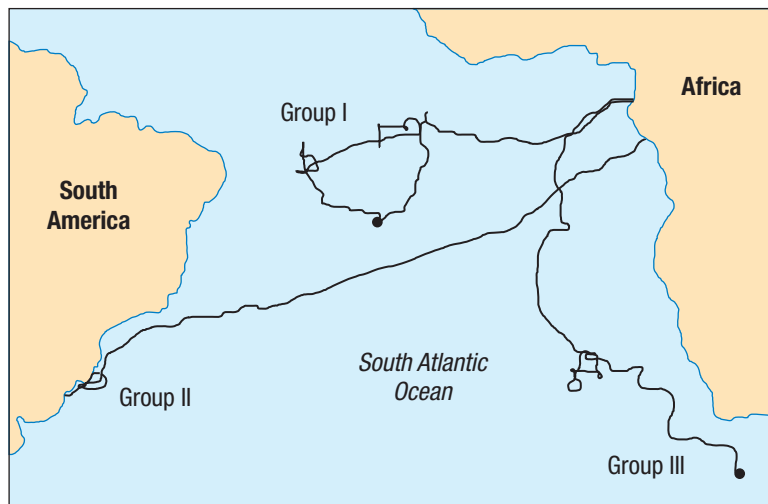 Africa
Group I
South
America
South Atlantic
Ocean
Group II
Group III